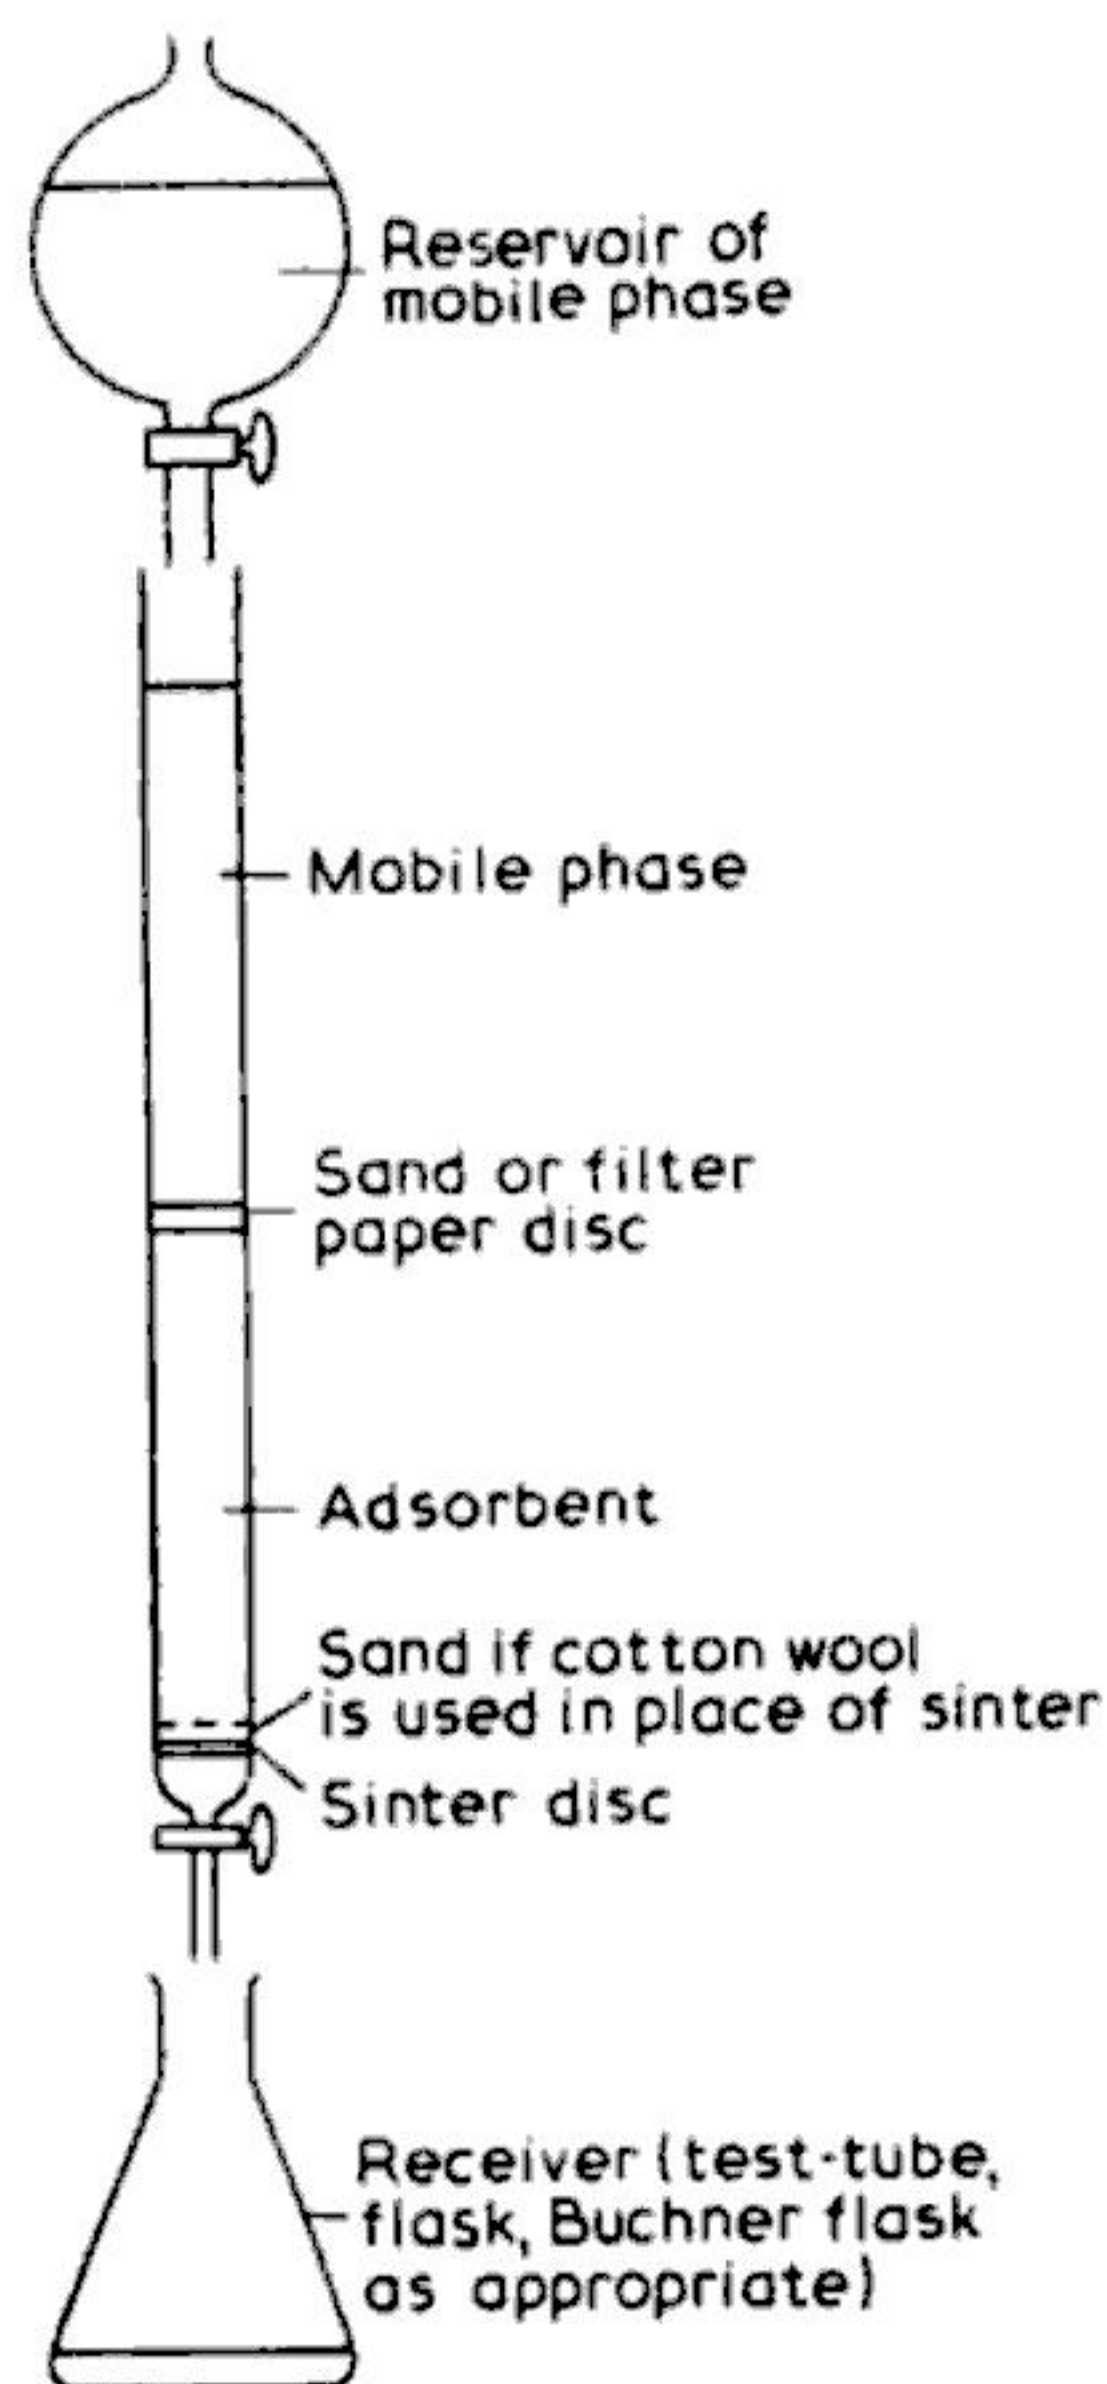 Reservoir of
mobile phase
Mobile phase
Sand or filter
paper disc
Adsorbent
Sand if cotton wool
is used in place of sinter
Sinter disc
Receiver (test-tube,
flask, Buchner flask
as appropriate)